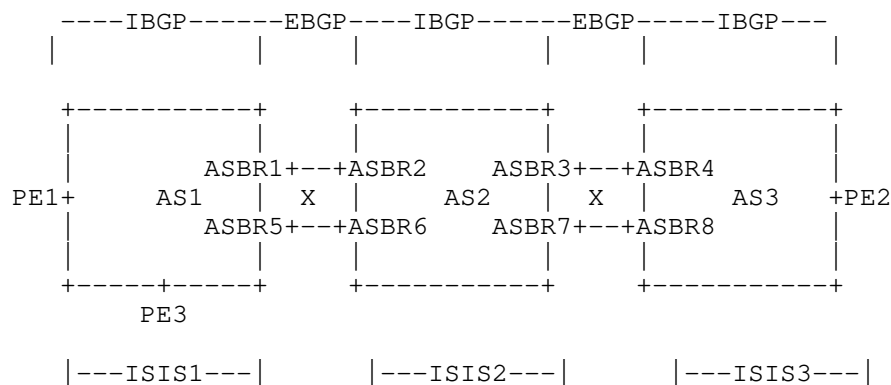 ----IBGP------EBGP----IBGP------EBGP-----IBGP---
ASBR1+--+ASBR2 ASBR3+--+ASBR4
PE1+ AS1 | X | AS2 | X | AS3 +PE2
ASBR5+--+ASBR6 ASBR7+--+ASBR8
PE3
|---ISIS1---| |---ISIS2---| |---ISIS3---|